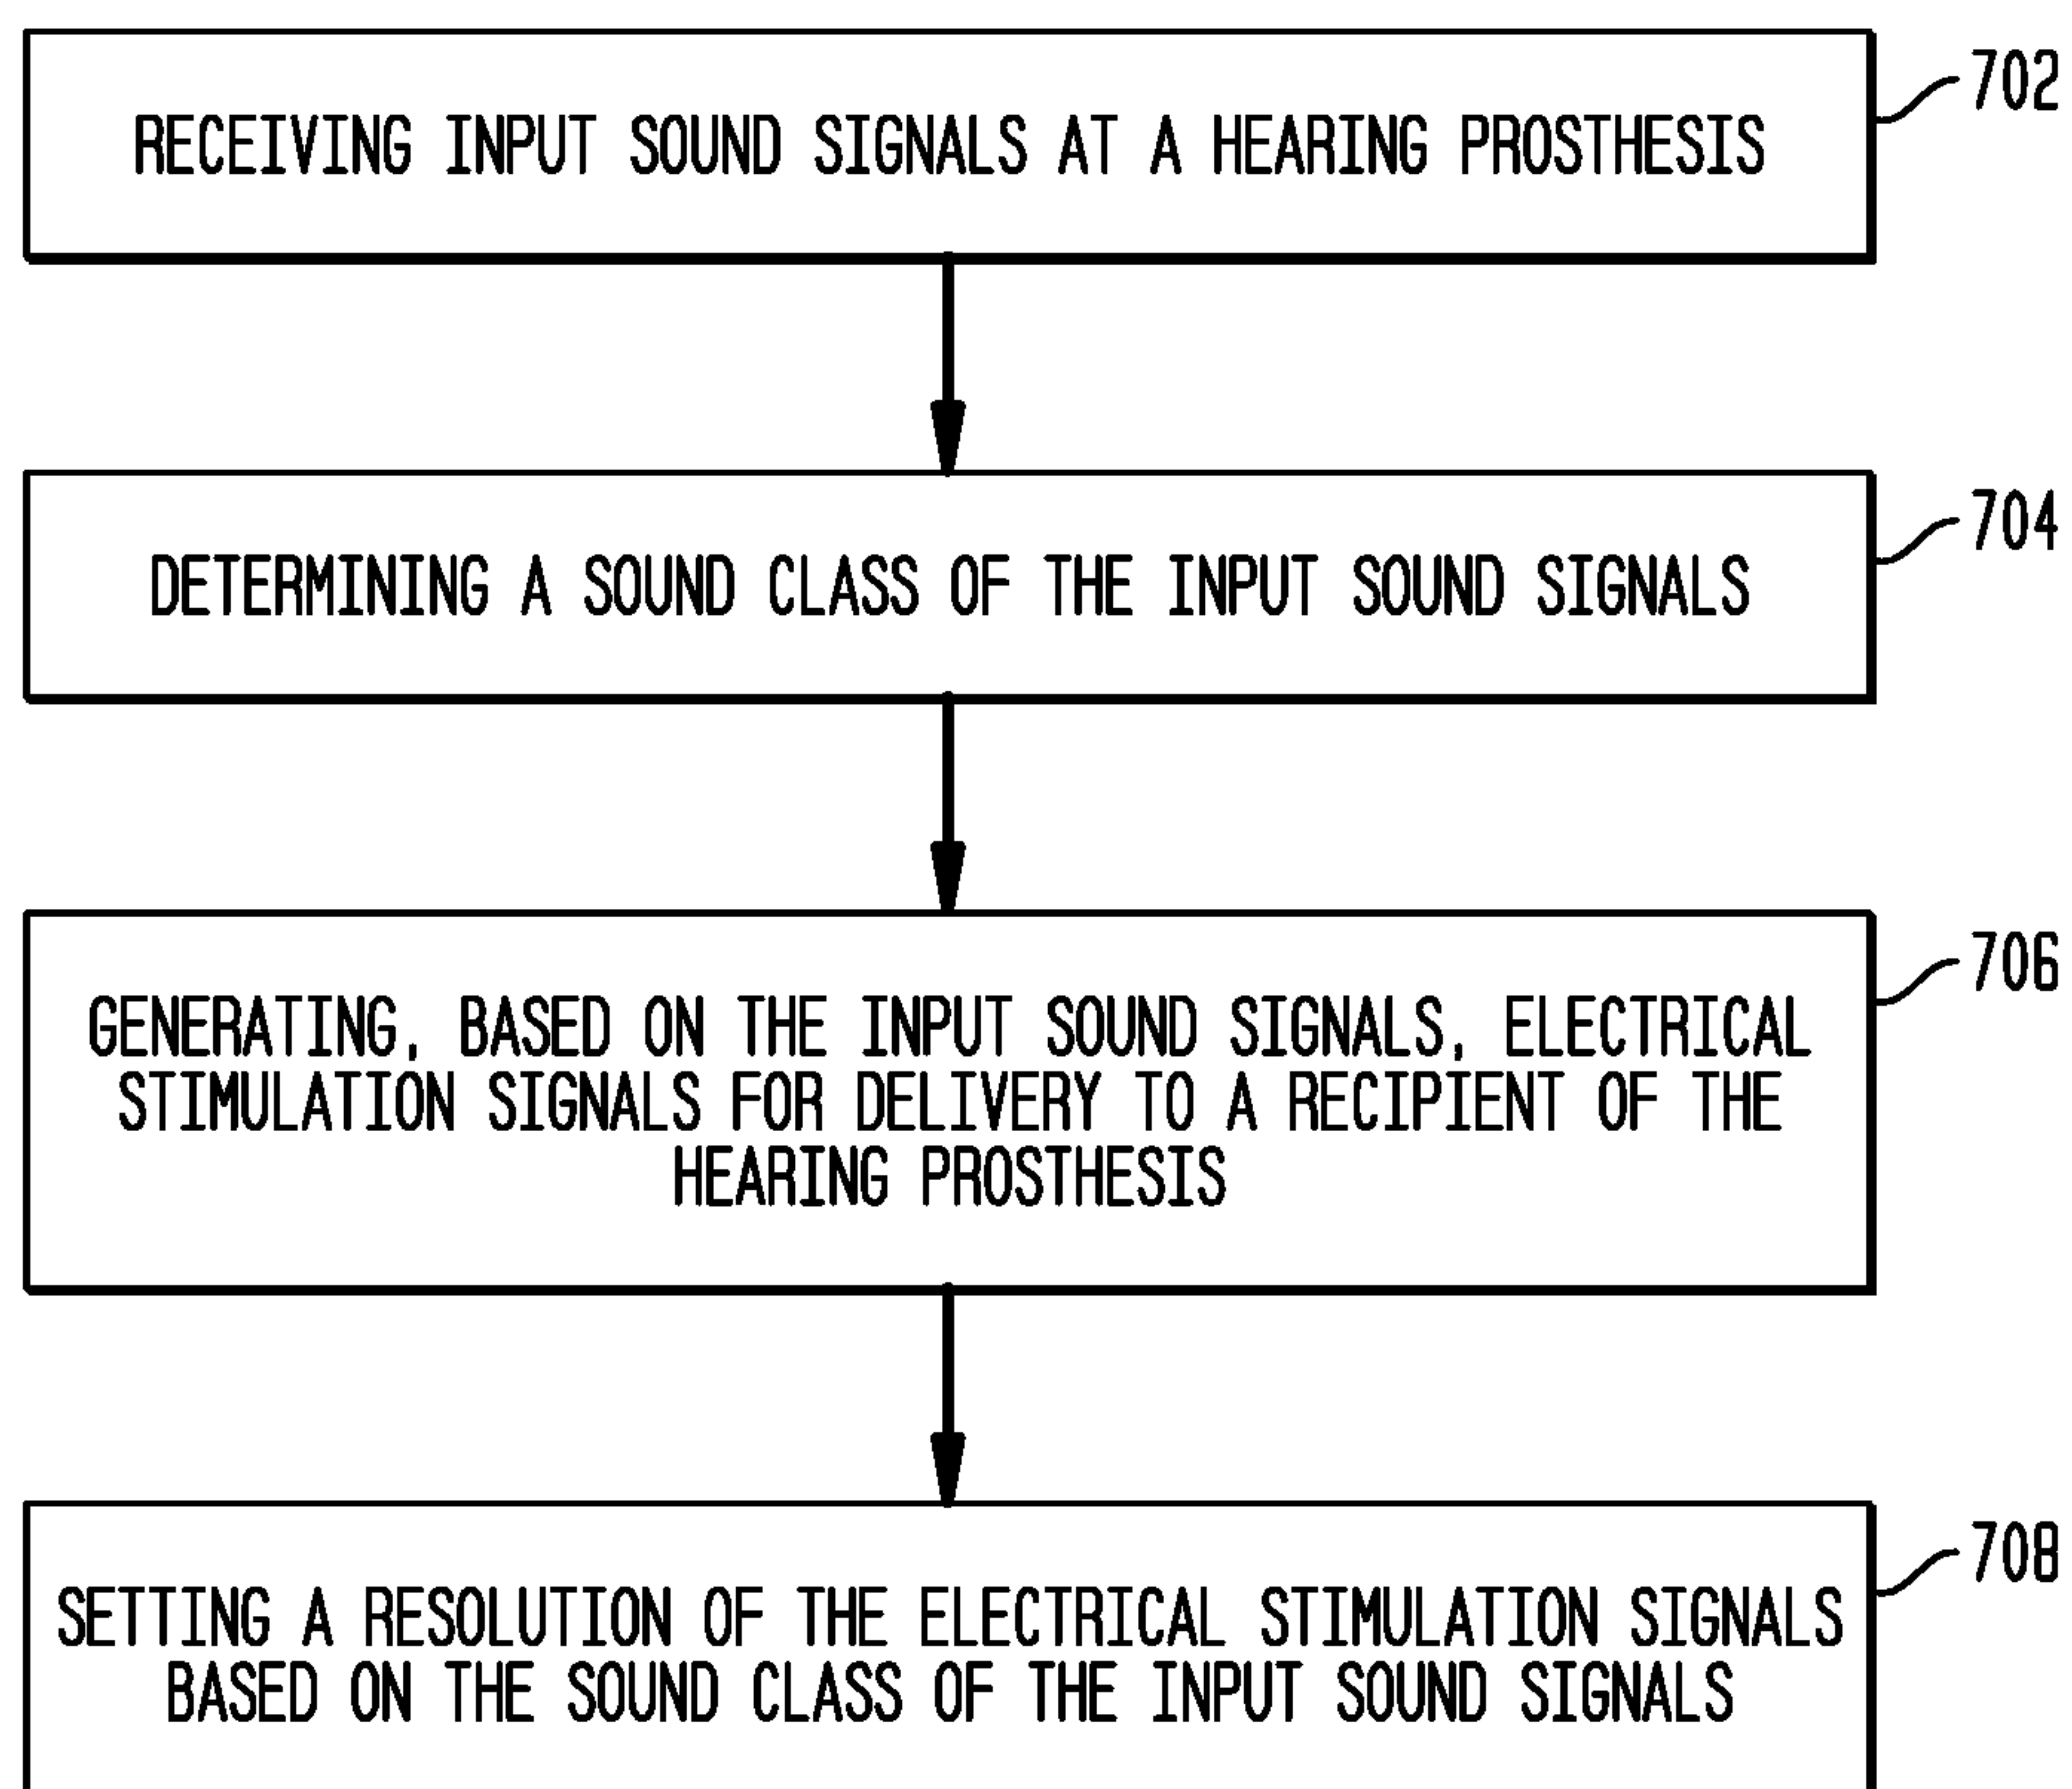 RECEIVING INPUT SOUND SIGNALS AT A HEARING PROSTHESIS
702
DETERMINING A SOUND CLASS OF THE INPUT SOUND SIGNALS
704
GENERATING, BASED ON THE INPUT SOUND SIGNALS, ELECTRICAL
STIMULATION SIGNALS FOR DELIVERY TO A RECIPIENT OF THE
HEARING PROSTHESIS
706
SETTING A RESOLUTION OF THE ELECTRICAL STIMULATION SIGNALS
BASED ON THE SOUND CLASS OF THE INPUT SOUND SIGNALS
708